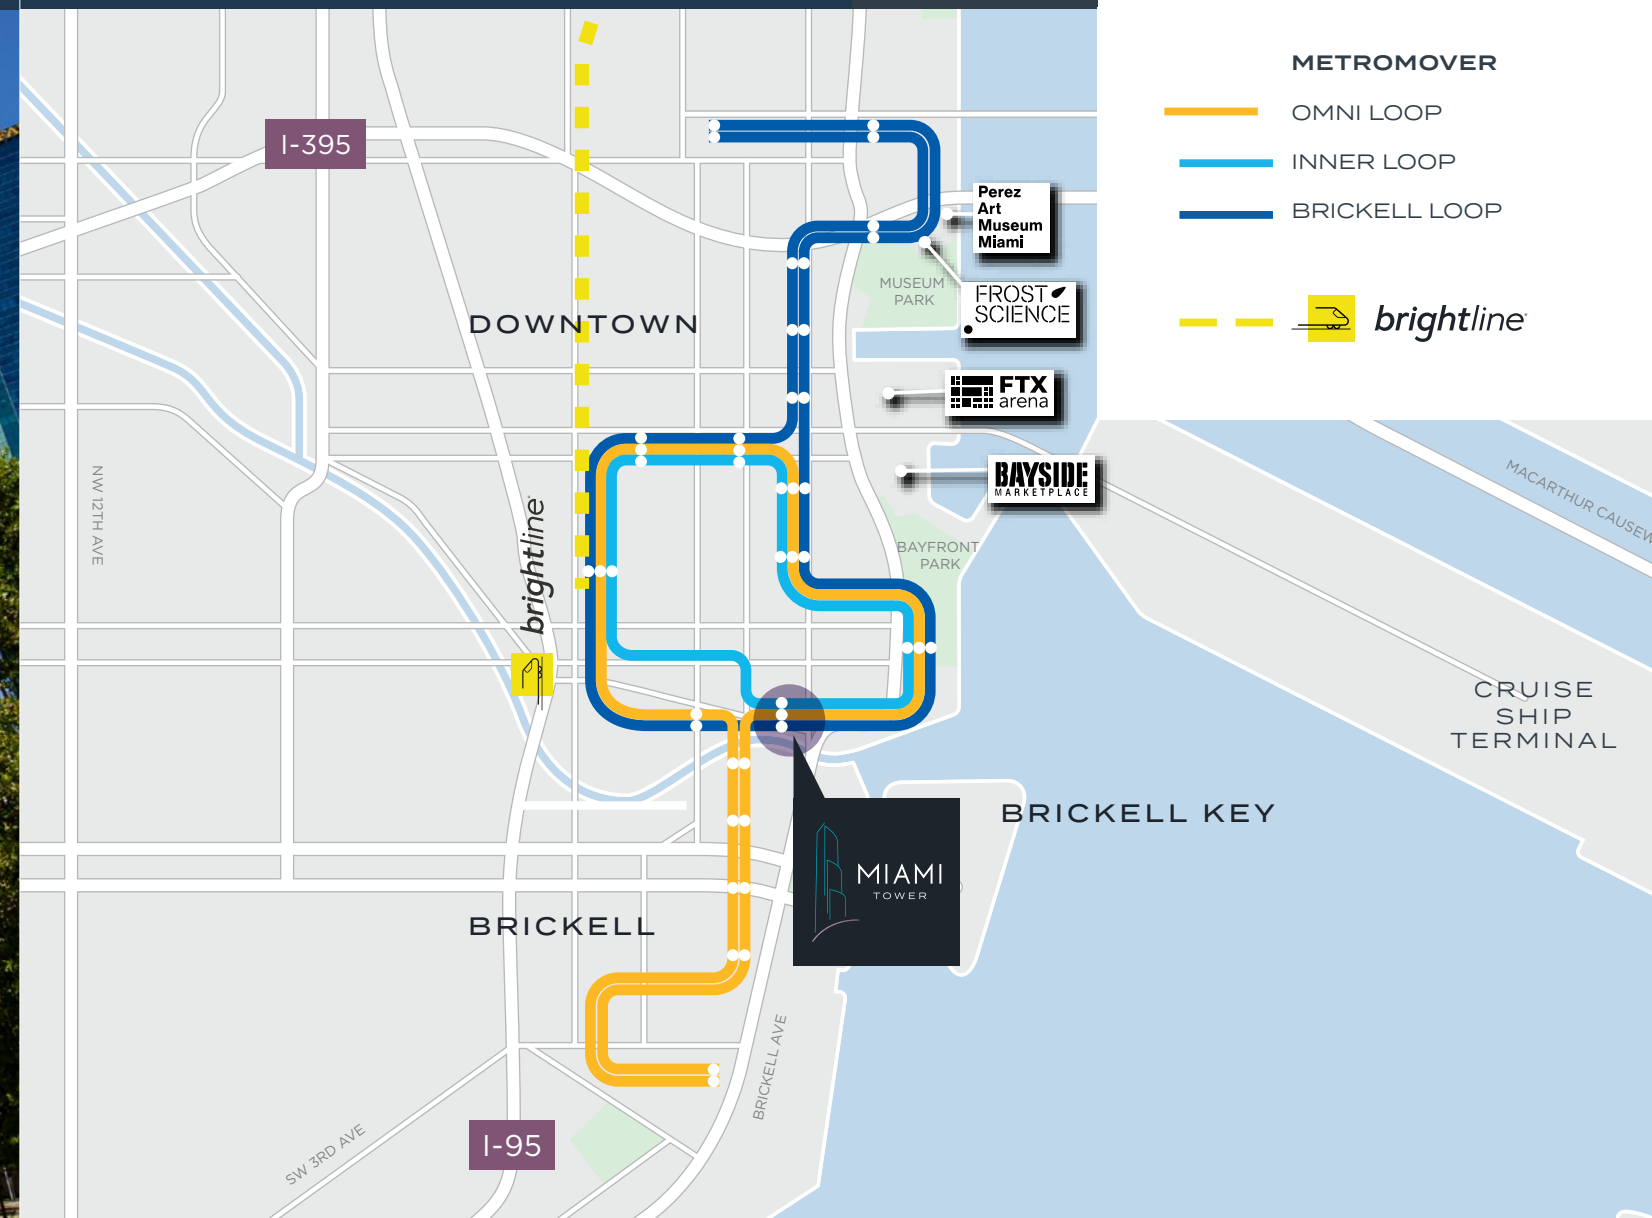 METROMOVER
OMNI LOOP
INNER LOOP
BRICKELL LOOP
brightline
I-395
Perez
Art
Museum
Miami
MUSEUM
PARK
FROST
SCIENCE
DOWNTOWN
FTX
arena
BAYSIDE
MARKETPLACE
MACARTHUR CAUSEW
NW 12TH AVE
brightline
BAYFRONT
PARK
CRUISE
SHIP
TERMINAL
BRICKELL KEY
MIAMI
TOWER
BRICKELL
BRICKELL AVE
I-95
SW 3RD AVE